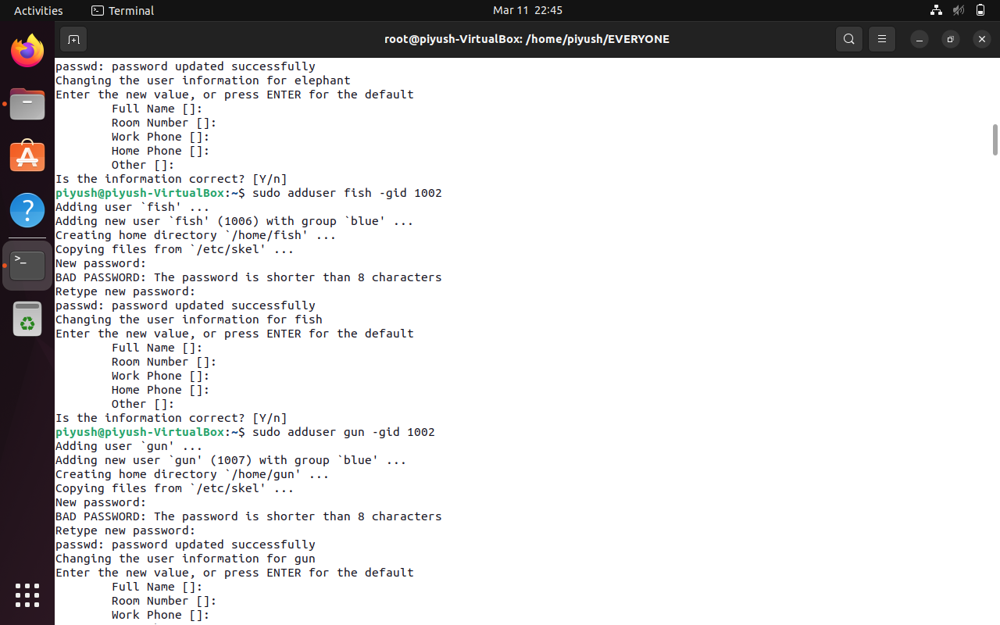 Activities
Terminal
Mar 11 22:45
root@piyush-VirtualBox: /home/piyush/EVERYONE
passwd: password updated successfully
Changing the user information for elephant
Enter the new value, or press ENTER for the default
Full Name []:
Room Number []:
Work Phone []:
Home Phone []:
Other []:
Is the information correct? [Y/n]
piyush@piyush-VirtualBox:~$ sudo adduser fish -gid 1002
Adding user `fish' ...
Adding new user `fish' (1006) with group `blue' ...
Creating home directory `/home/fish' ...
Copying files from `/etc/skel' ...
New password:
BAD PASSWORD: The password is shorter than 8 characters
Retype new password:
passwd: password updated successfully
Changing the user information for fish
Enter the new value, or press ENTER for the default
Full Name []:
Room Number []:
Work Phone []:
Home Phone []:
Other []:
Is the information correct? [Y/n]
piyush@piyush-VirtualBox:~$ sudo adduser gun -gid 1002
Adding user `gun' ...
Adding new user `gun' (1007) with group `blue' ...
Creating home directory `/home/gun' ...
Copying files from `/etc/skel' ...
New password:
BAD PASSWORD: The password is shorter than 8 characters
Retype new password:
passwd: password updated successfully
Changing the user information for gun
Enter the new value, or press ENTER for the default
Full Name []:
Room Number []:
Work Phone []: